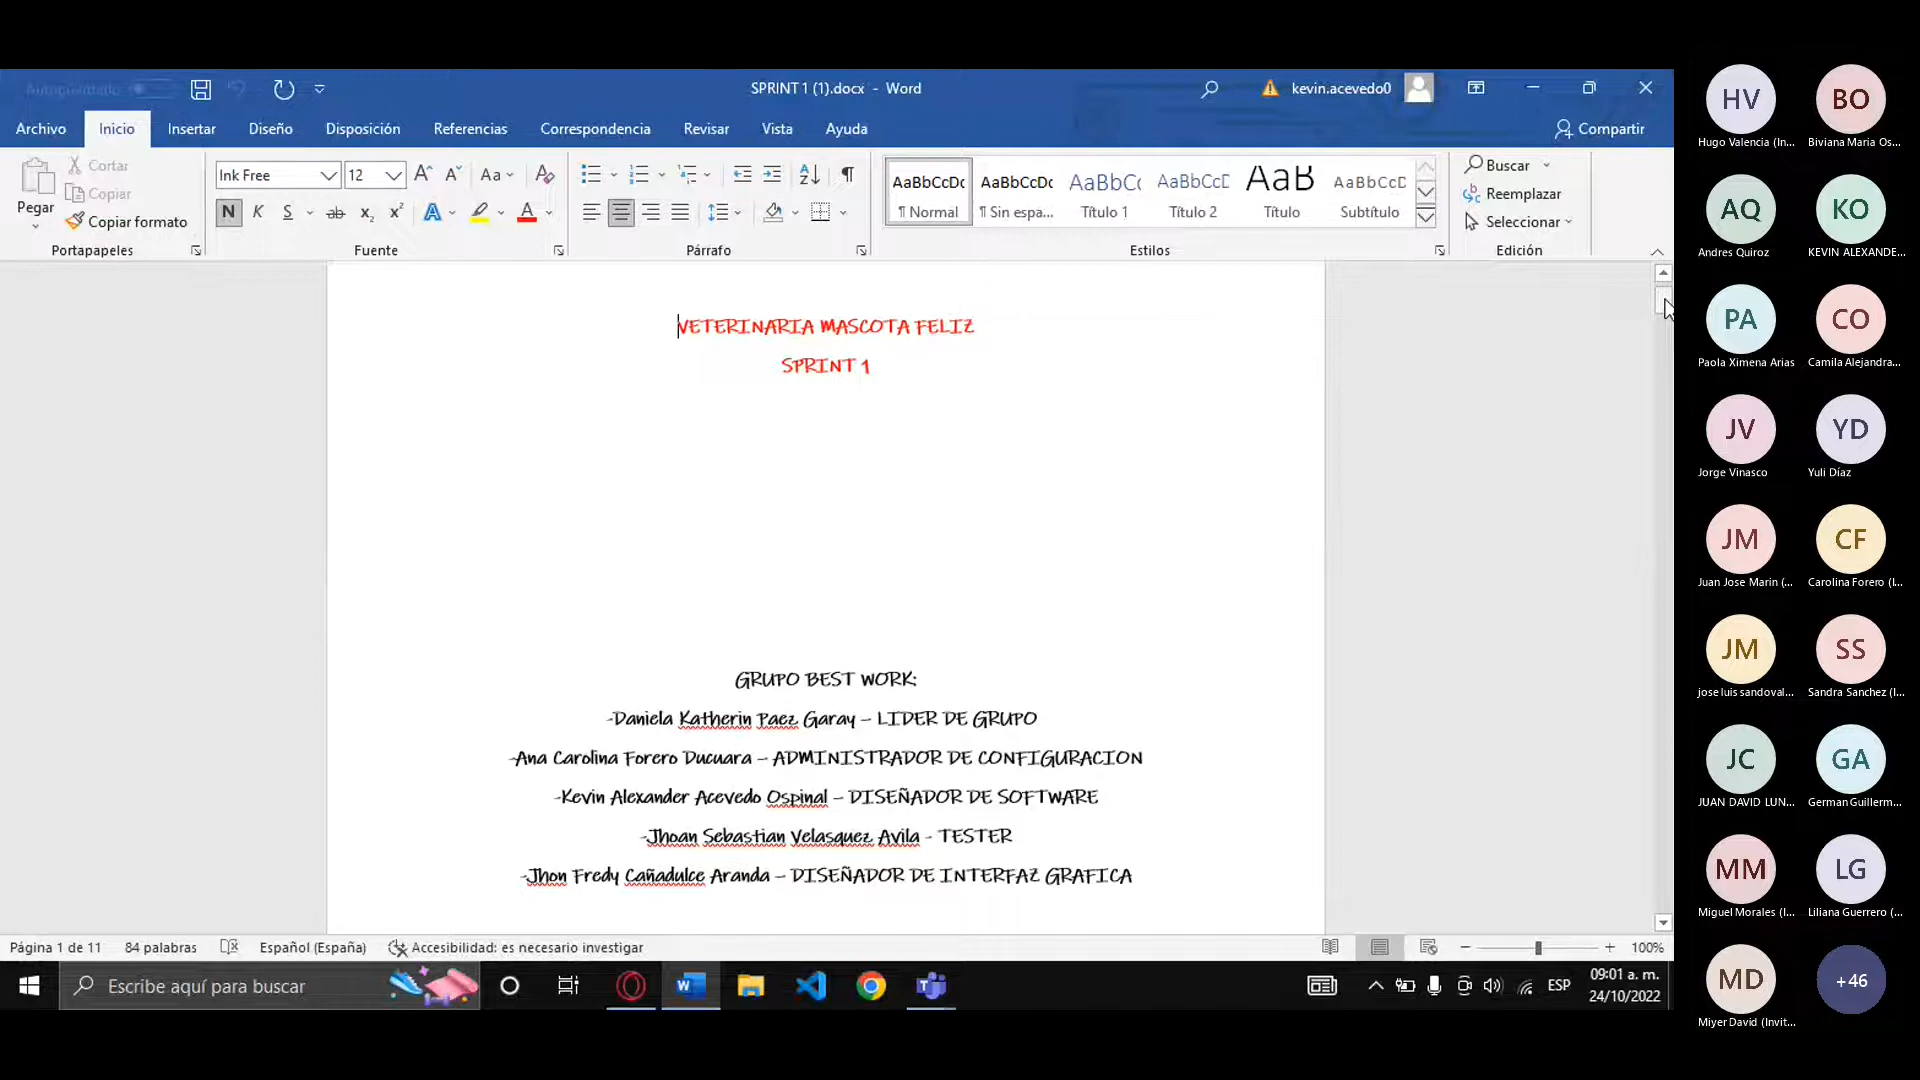 Autoguardado
SPRINT 1 (1).docx - Word
kevin.acevedo0
Archivo
Inicio
Insertar
Diseño
Disposición
Referencias
Correspondencia
Revisar
Vista
Ayuda
Compartir
Pegar
Cortar
Copiar
Copiar formato
Portapapeles
Ink Free
12
Aa
N K S ab x₂ x²
Fuente
Párrafo
AaBbCcDc
¶ Normal
AaBbCcDc
¶ Sin espa...
AaBbCc
Título 1
AaBbCcD
Título 2
AaB
Título
AaBbCcD
Subtítulo
Estilos
Buscar
Reemplazar
Seleccionar
Edición
VETERINARIA MASCOTA FELIZ
SPRINT 1
GRUPO BEST WORK:
-Daniela Katherin Paez Garay – LIDER DE GRUPO
-Ana Carolina Forero Ducuara – ADMINISTRADOR DE CONFIGURACION
-Kevin Alexander Acevedo Ospinal – DISEÑADOR DE SOFTWARE
-Jhoan Sebastian Velasquez Avila - TESTER
-Jhon Fredy Cañadulce Aranda – DISEÑADOR DE INTERFAZ GRAFICA
Página 1 de 11
84 palabras
Español (España)
Accesibilidad: es necesario investigar
100%
Escribe aquí para buscar
ESP
09:01 a. m.
24/10/2022
HV
Hugo Valencia (In...
BO
Biviana Maria Os...
AQ
Andres Quiroz
KO
KEVIN ALEXANDE...
PA
Paola Ximena Arias
CO
Camila Alejandra...
JV
Jorge Vinasco
YD
Yuli Díaz
JM
Juan Jose Marin (...
CF
Carolina Forero (I...
JM
jose luis sandoval...
SS
Sandra Sanchez (I...
JC
JUAN DAVID LUN...
GA
German Guillerm...
MM
Miguel Morales (I...
LG
Liliana Guerrero (...
MD
Miyer David (Invit...
+46